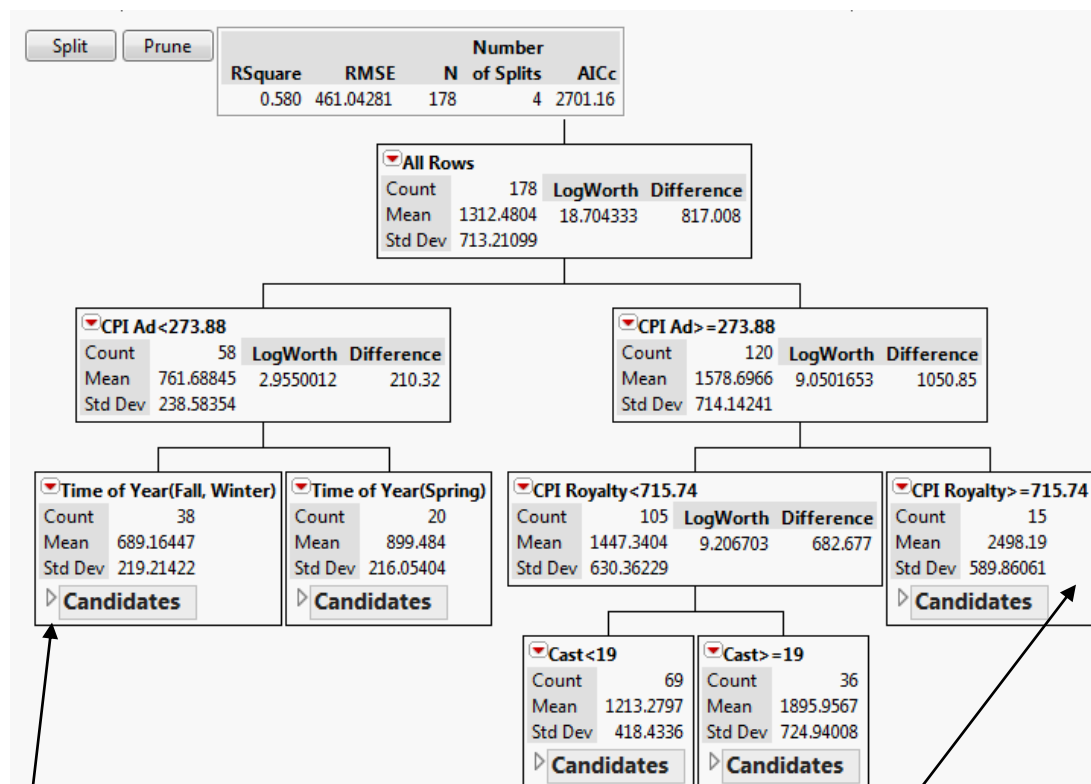 Split Prune
Number
RSquare RMSE N of Splits AICc
0.580 461.04281 178 4 2701.16
All Rows
Count 178 LogWorth Difference
Mean 1312.4804 18.704333 817.008
Std Dev 713.21099
CPI Ad<273.88
Count 58 LogWorth Difference
Mean 761.68845 2.9550012 210.32
Std Dev 238.58354
CPI Ad>=273.88
Count 120 LogWorth Difference
Mean 1578.6966 9.0501653 1050.85
Std Dev 714.14241
Time of Year(Fall, Winter)
Count 38
Mean 689.16447
Std Dev 219.21422
Candidates
Time of Year(Spring)
Count 20
Mean 899.484
Std Dev 216.05404
Candidates
CPI Royalty<715.74
Count 105 LogWorth Difference
Mean 1447.3404 9.206703 682.677
Std Dev 630.36229
CPI Royalty>=715.74
Count 15
Mean 2498.19
Std Dev 589.86061
Candidates
Cast<19
Count 69
Mean 1213.2797
Std Dev 418.4336
Candidates
Cast>=19
Count 36
Mean 1895.9567
Std Dev 724.94008
Candidates